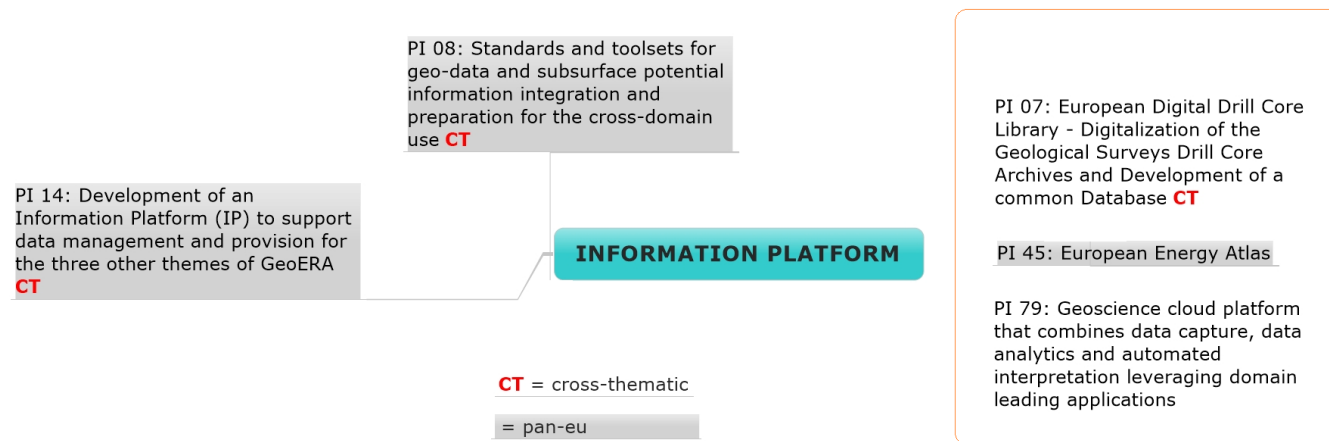 PI 08: Standards and toolsets for
geo-data and subsurface potential
information integration and
preparation for the cross-domain
use CT
PI 14: Development of an
Information Platform (IP) to support
data management and provision for
the three other themes of GeoERA
CT
INFORMATION PLATFORM
CT = cross-thematic
= pan-eu
PI 07: European Digital Drill Core
Library - Digitalization of the
Geological Surveys Drill Core
Archives and Development of a
common Database CT
PI 45: European Energy Atlas
PI 79: Geoscience cloud platform
that combines data capture, data
analytics and automated
interpretation leveraging domain
leading applications